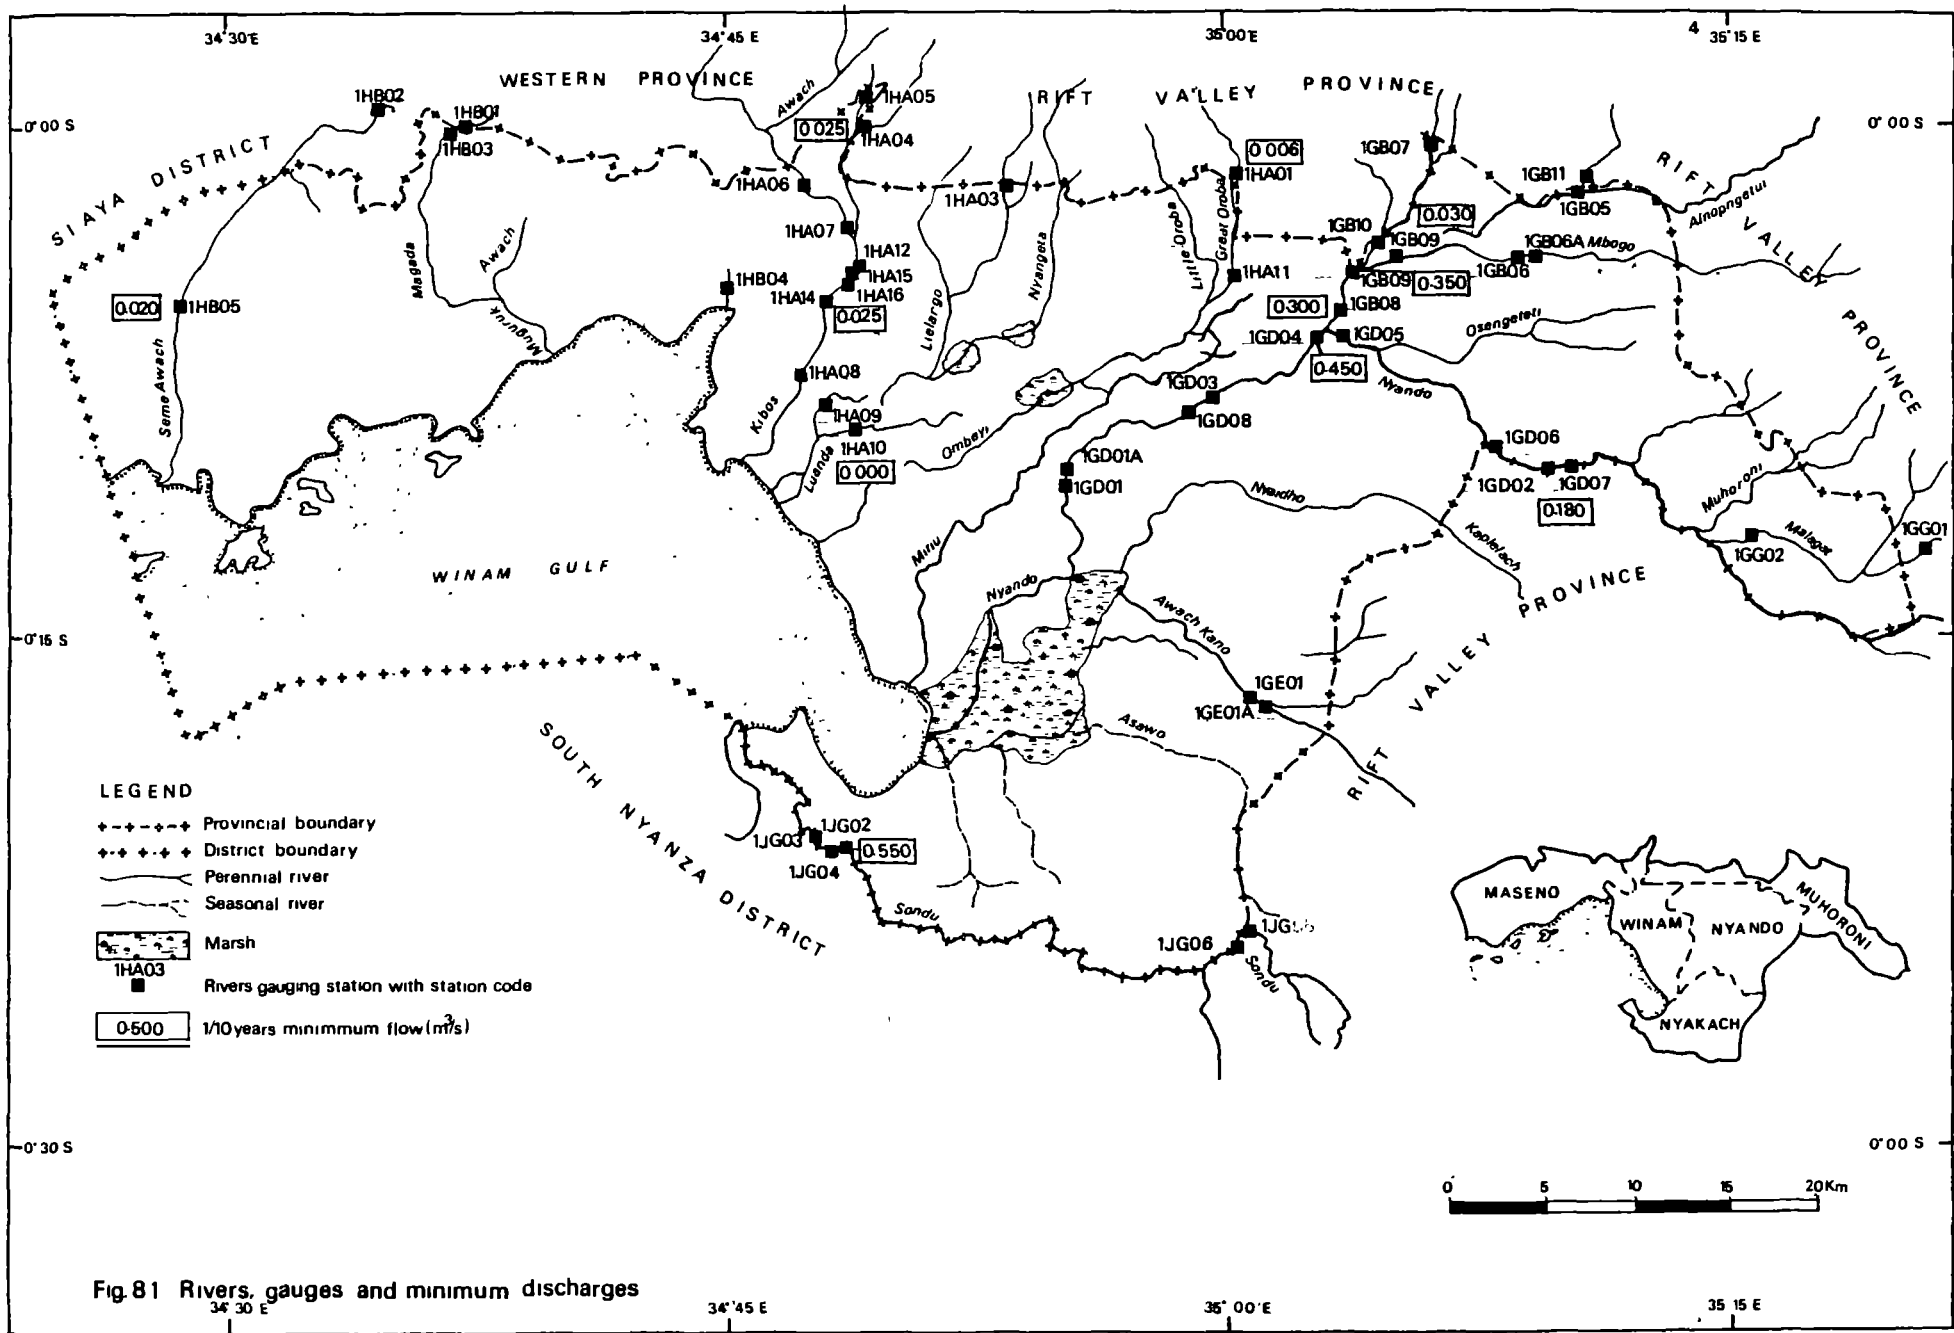 34°30'E
34°45 E
35°00'E
4
35°15 E
WESTERN PROVINCE
RIFT VALLEY PROVINCE
Awach
1HB02
1HB01
1HB03
1HA05
0 025
1HA04
0°00 S
0° 00 S
SIAYA DISTRICT
1HA06
1HA03
0 006
1HA01
1GB07
1GB11
1GB05
RIFT VALLEY PROVINCE
Ainopngetui
1HA07
Little Oroba
Great Oroba
0.030
1GB10
1GB09
1GB06A
Mbogo
1GB06
Magada
Awach
Nyangeta
1HA12
1HA15
1HA16
1HA14
0.025
1HB04
1HA11
1GB09
0.350
0.020
1HB05
Muguruk
Lielargo
0.300
1GB08
1GD04
1GD05
0.450
Osengeteti
Seme Awach
1HA08
Kibos
1HA09
1HA10
0 000
Luanda
Ombeyi
1GD03
1GD08
Nyando
1GD01A
1GD01
1GD06
1GD02
1GD07
0.180
Muhoroni
Nyaidho
Kapletach
Malagat
1GG02
1GG01
Miriu
WINAM GULF
Nyando
Awach Kano
RIFT VALLEY PROVINCE
0°15 S
1GE01
1GE01A
Asawo
SOUTH NYANZA DISTRICT
1JG03
1JG02
1JG04
0.550
Sondu
1JG06
Sondu
LEGEND
Provincial boundary
District boundary
Perennial river
Seasonal river
Marsh
1HA03
Rivers gauging station with station code
0.500
1/10 years minimmum flow (m³/s)
MASENO
WINAM
NYANDO
MUHORONI
NYAKACH
0°30 S
0°00 S
0 5 10 15 20 Km
Fig. 81 Rivers, gauges and minimum discharges
34° 30 E
34° 45 E
35° 00' E
35° 15 E